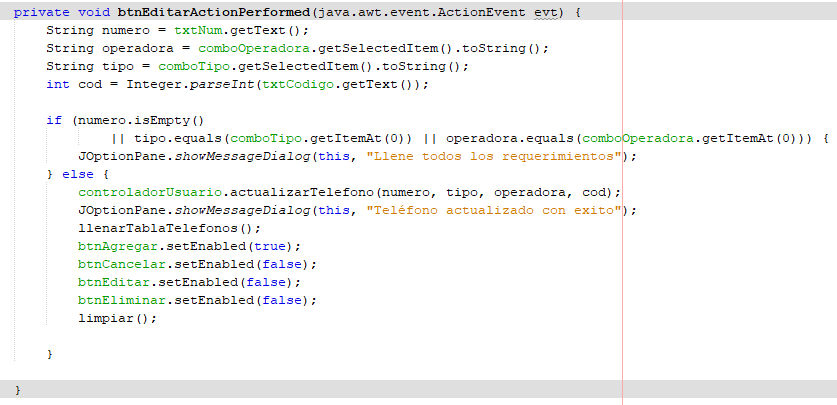 private void btnEditarActionPerformed(java.awt.event.ActionEvent evt) {
String numero = txtNum.getText();
String operadora = comboOperadora.getSelectedItem().toString();
String tipo = comboTipo.getSelectedItem().toString();
int cod = Integer.parseInt(txtCodigo.getText());
if (numero.isEmpty()
|| tipo.equals(comboTipo.getItemAt(0)) || operadora.equals(comboOperadora.getItemAt(0))) {
JOptionPane.showMessageDialog(this, "Llene todos los requerimientos");
} else {
controladorUsuario.actualizarTelefono(numero, tipo, operadora, cod);
JOptionPane.showMessageDialog(this, "Teléfono actualizado con exito");
llenarTablaTelefonos();
btnAgregar.setEnabled(true);
btnCancelar.setEnabled(false);
btnEditar.setEnabled(false);
btnEliminar.setEnabled(false);
limpiar();
}
}